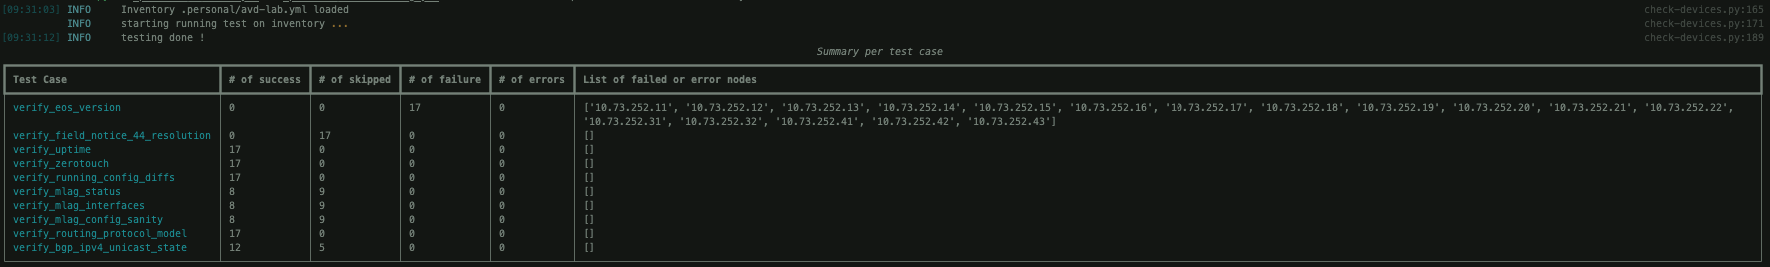 [09:31:03] INFO Inventory .personal/avd-lab.yml loaded check-devices.py:165
INFO starting running test on inventory ... check-devices.py:171
[09:31:12] INFO testing done ! check-devices.py:189
Summary per test case
Test Case # of success # of skipped # of failure # of errors List of failed or error nodes
verify_eos_version 0 0 17 0 ['10.73.252.11', '10.73.252.12', '10.73.252.13', '10.73.252.14', '10.73.252.15', '10.73.252.16', '10.73.252.17', '10.73.252.18', '10.73.252.19', '10.73.252.20', '10.73.252.21', '10.73.252.22',
'10.73.252.31', '10.73.252.32', '10.73.252.41', '10.73.252.42', '10.73.252.43']
verify_field_notice_44_resolution 0 17 0 0 []
verify_uptime 17 0 0 0 []
verify_zerotouch 17 0 0 0 []
verify_running_config_diffs 17 0 0 0 []
verify_mlag_status 8 9 0 0 []
verify_mlag_interfaces 8 9 0 0 []
verify_mlag_config_sanity 8 9 0 0 []
verify_routing_protocol_model 17 0 0 0 []
verify_bgp_ipv4_unicast_state 12 5 0 0 []